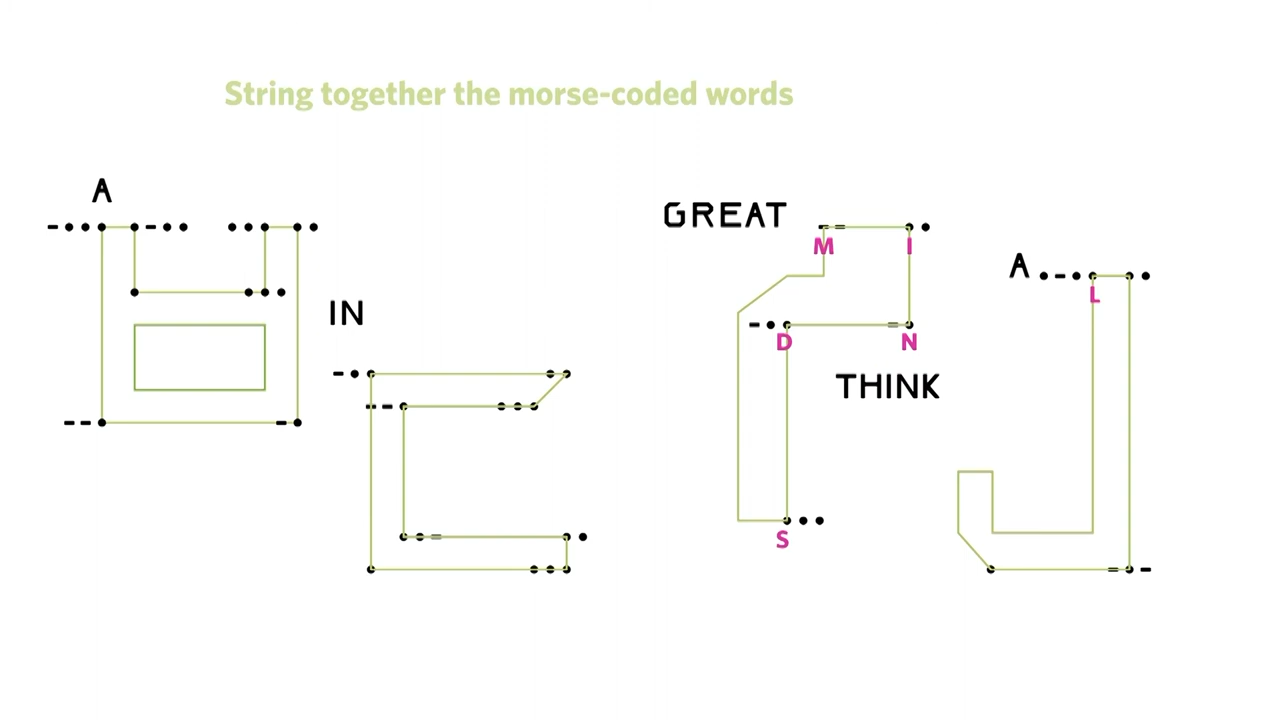 String together the morse-coded words
A
IN
GREAT
M I
D N
THINK
S
A
L